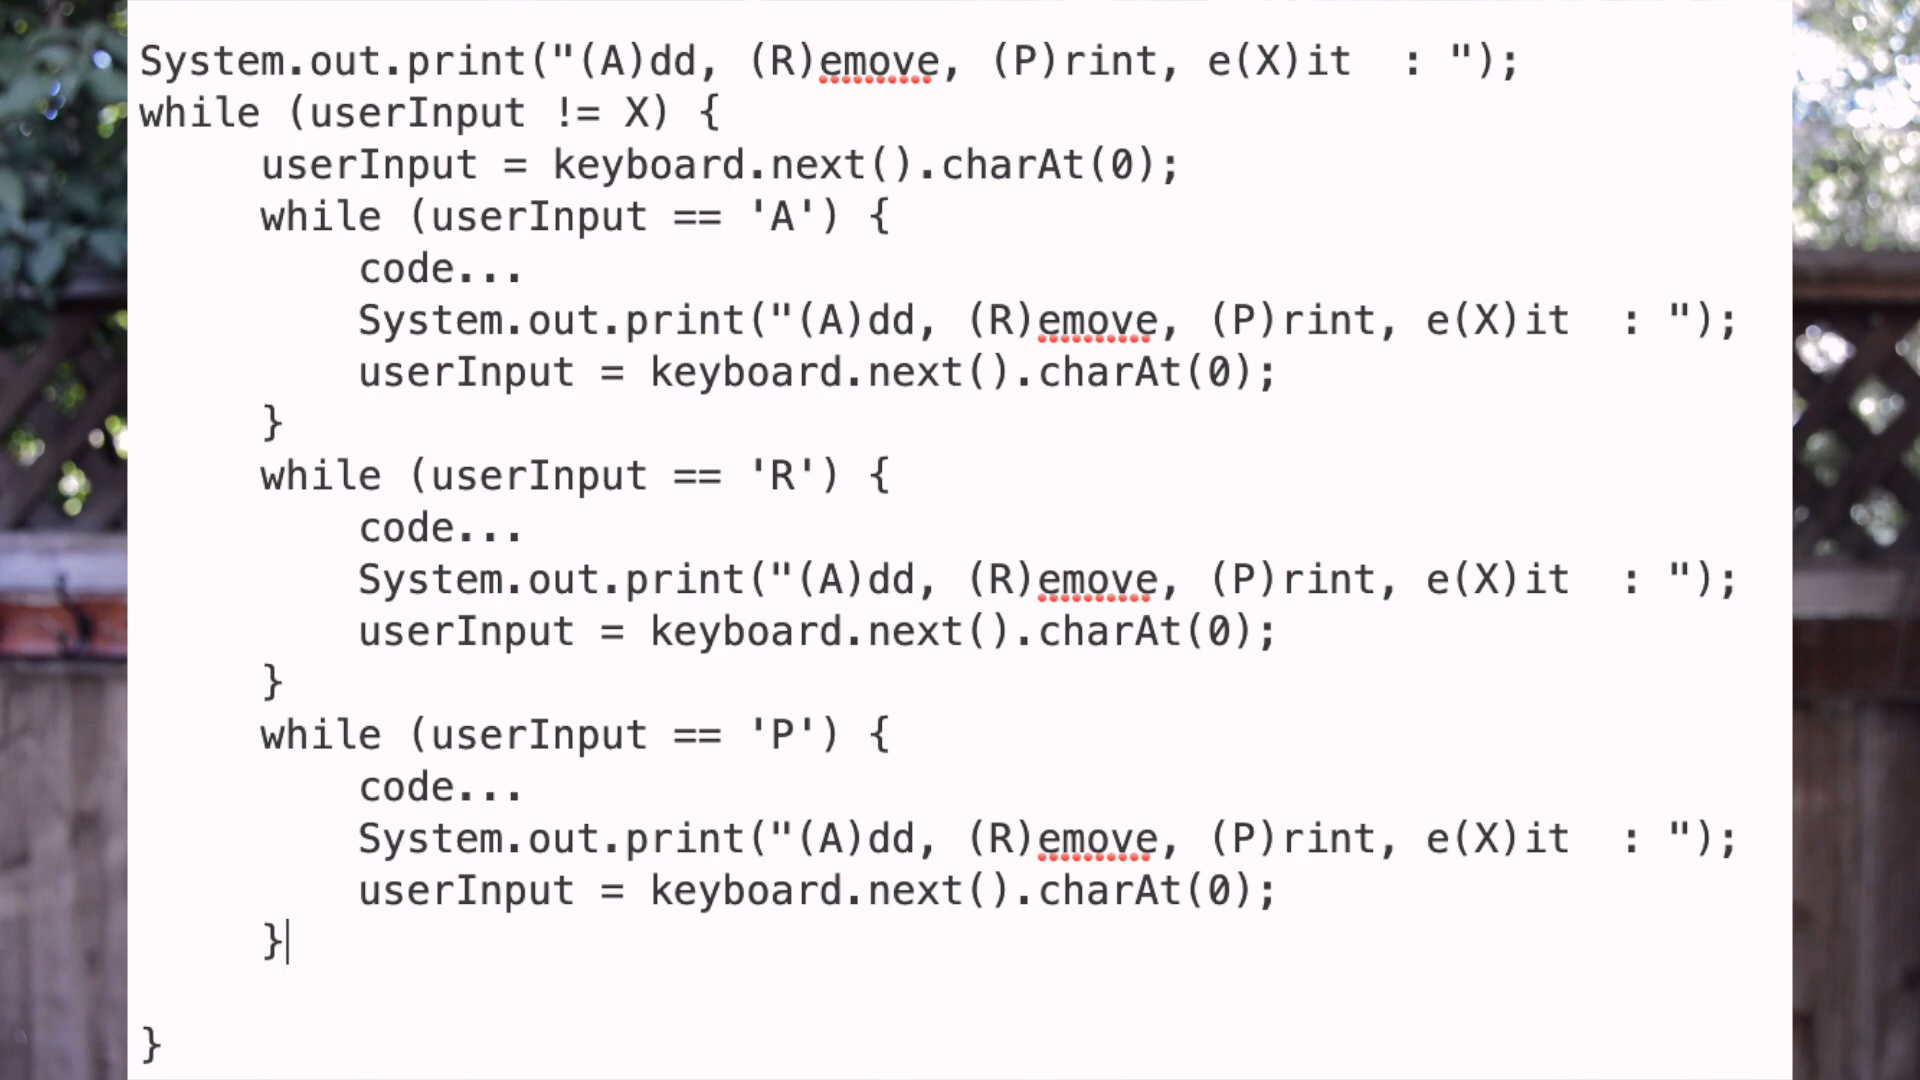 System.out.print("(A)dd, (R)emove, (P)rint, e(X)it  : ");
while (userInput != X) {
     userInput = keyboard.next().charAt(0);
     while (userInput == 'A') {
         code...
         System.out.print("(A)dd, (R)emove, (P)rint, e(X)it  : ");
         userInput = keyboard.next().charAt(0);
     }
     while (userInput == 'R') {
         code...
         System.out.print("(A)dd, (R)emove, (P)rint, e(X)it  : ");
         userInput = keyboard.next().charAt(0);
     }
     while (userInput == 'P') {
         code...
         System.out.print("(A)dd, (R)emove, (P)rint, e(X)it  : ");
         userInput = keyboard.next().charAt(0);
     }
}